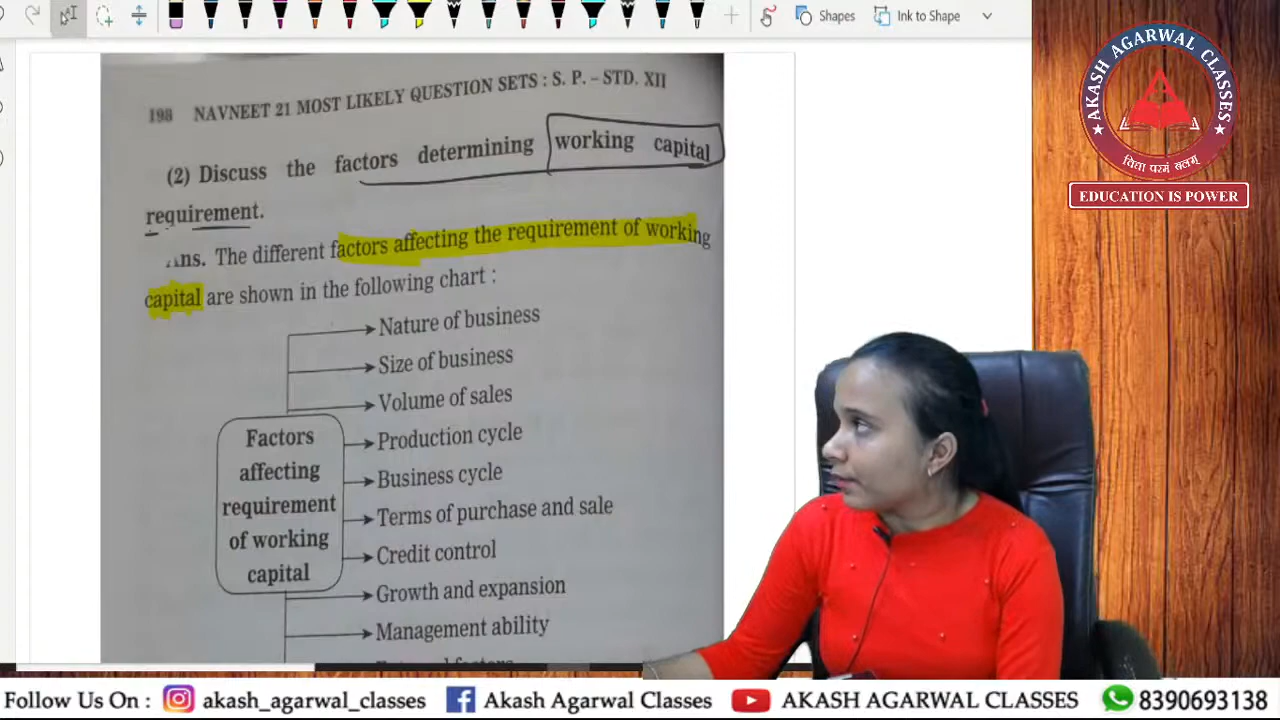 Shapes
Ink to Shape
198 NAVNEET 21 MOST LIKELY QUESTION SETS : S. P. – STD. XII
(2) Discuss the factors determining working capital
requirement.
Ans. The different factors affecting the requirement of working
capital are shown in the following chart :
Nature of business
Size of business
Volume of sales
Production cycle
Business cycle
Terms of purchase and sale
Credit control
Growth and expansion
Management ability
Factors
affecting
requirement
of working
capital
AKASH AGARWAL CLASSES
विद्या परमं बलम्
EDUCATION IS POWER
Follow Us On : akash_agarwal_classes Akash Agarwal Classes AKASH AGARWAL CLASSES 8390693138